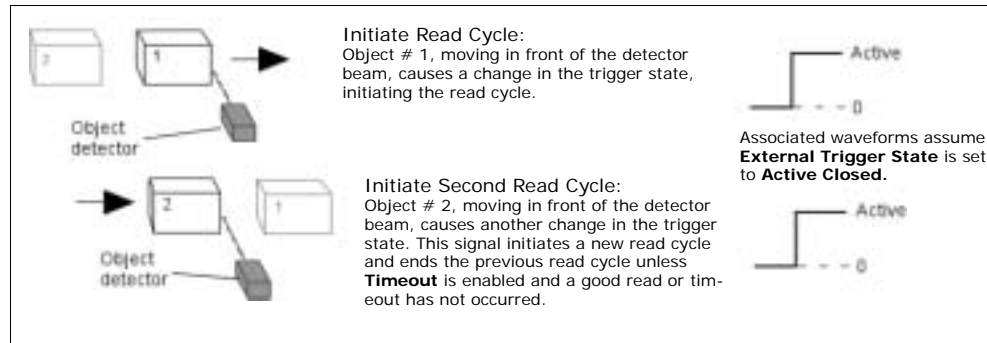 Initiate Read Cycle:
Object # 1, moving in front of the detector
beam, causes a change in the trigger state,
initiating the read cycle.
2
1
Object
detector
Active
0
Associated waveforms assume
External Trigger State is set
to Active Closed.
Initiate Second Read Cycle:
Object # 2, moving in front of the detector
beam, causes another change in the trigger
state. This signal initiates a new read cycle
and ends the previous read cycle unless
Timeout is enabled and a good read or tim-
eout has not occurred.
2
1
Object
detector
Active
0